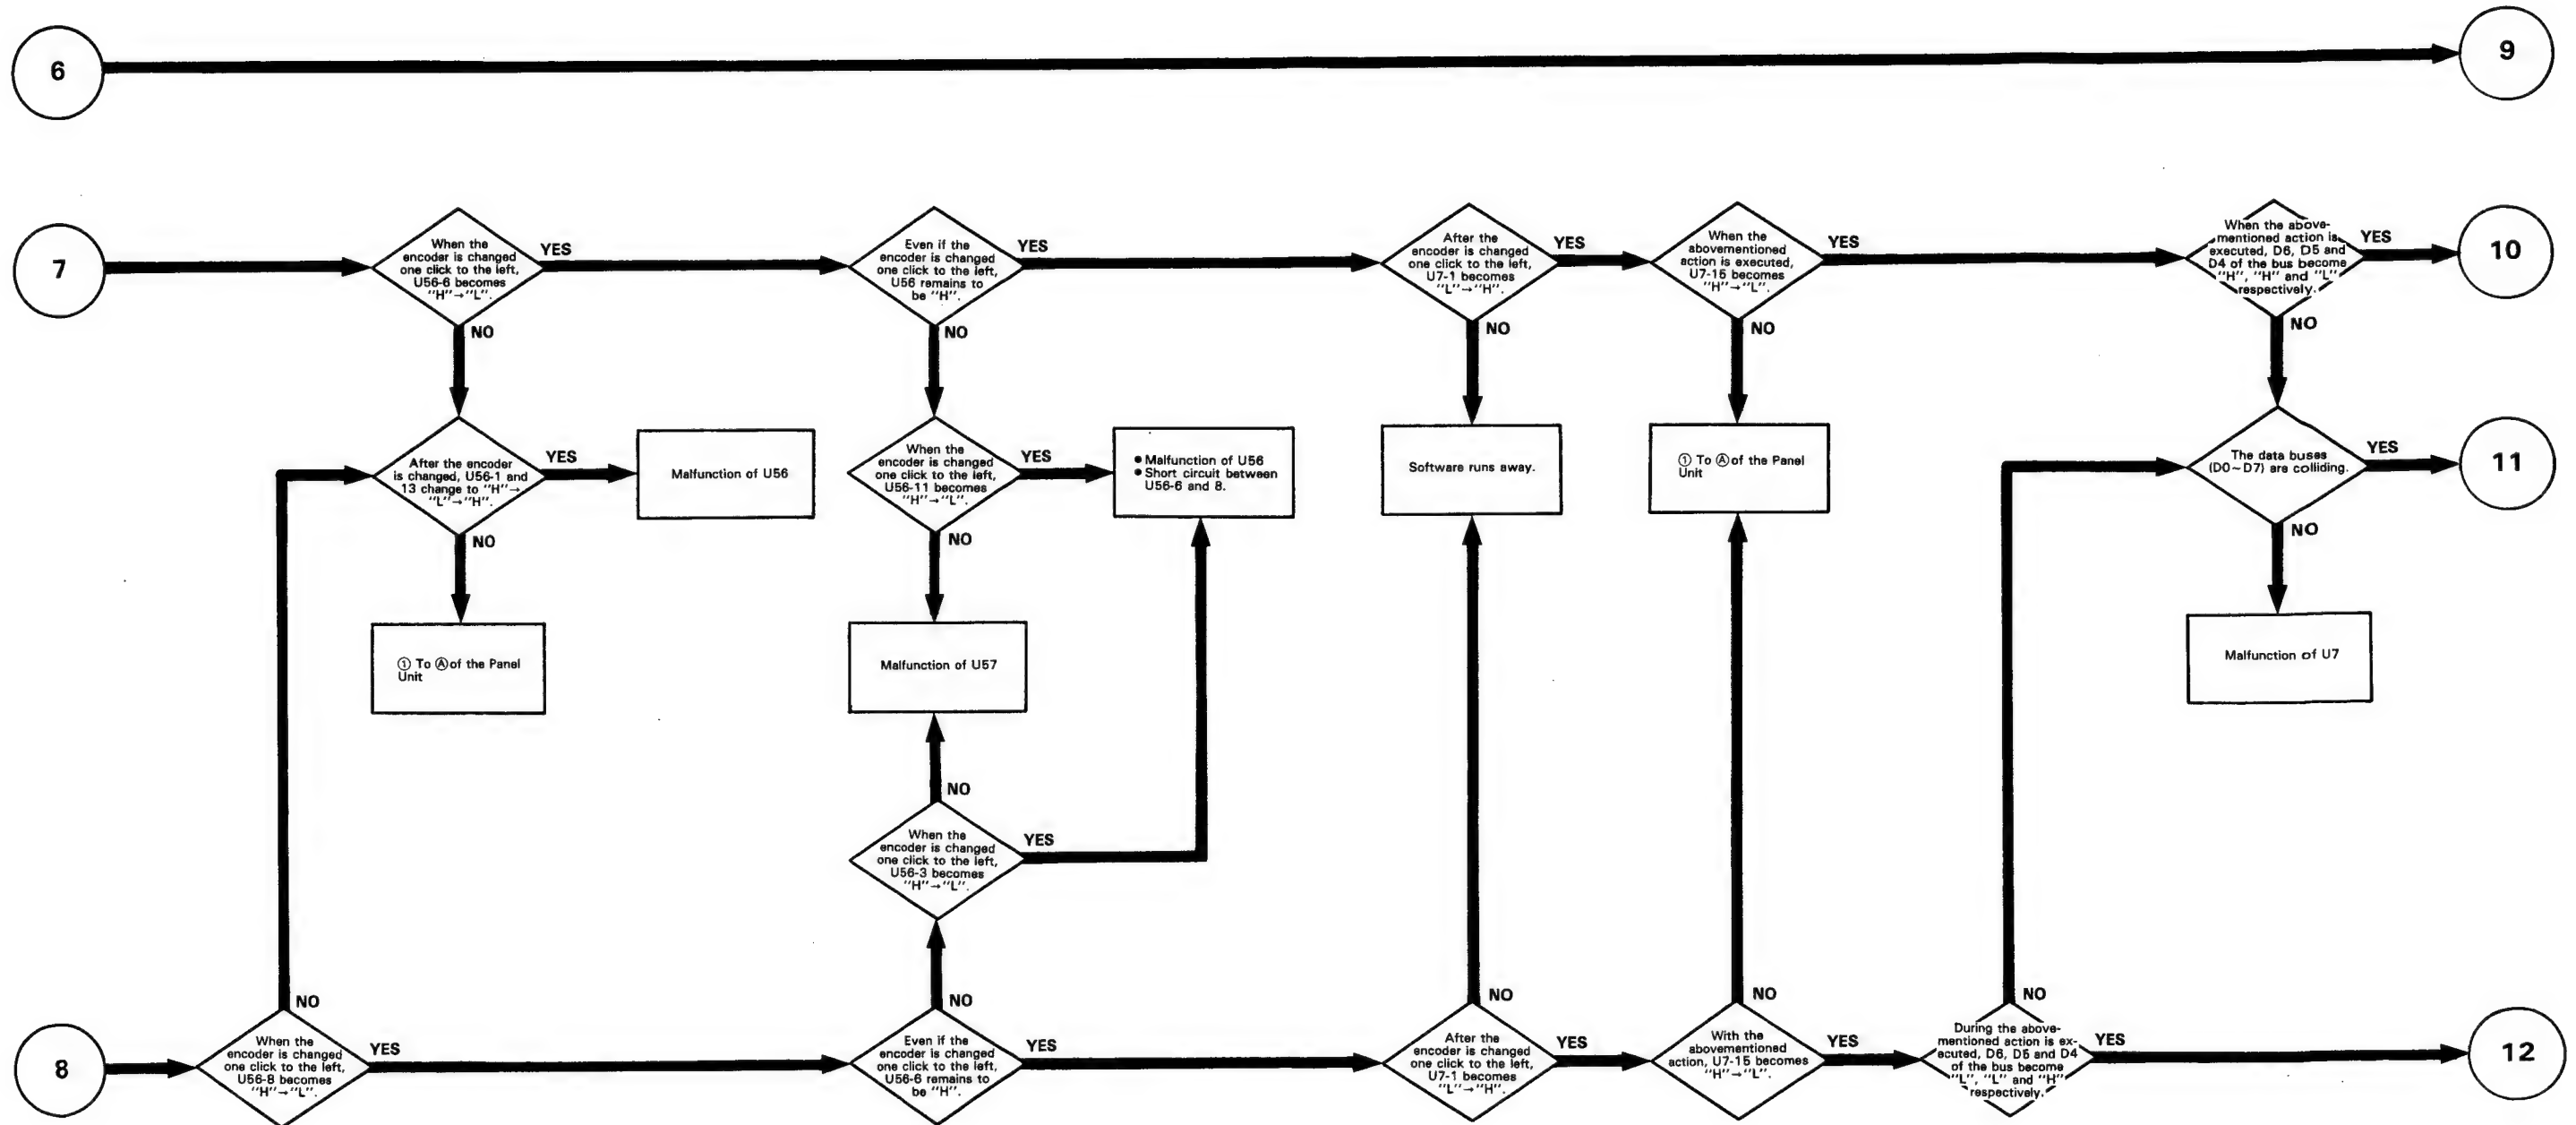 6
9
7
When the
encoder is changed
one click to the left,
U56-6 becomes
"H"→"L".
YES
NO
Even if the
encoder is changed
one click to the left,
U56 remains to
be "H".
YES
NO
After the
encoder is changed
one click to the left,
U7-1 becomes
"L"→"H".
YES
NO
When the
abovementioned
action is executed,
U7-15 becomes
"H"→"L".
YES
NO
When the above-
mentioned action is
executed, D6, D5 and
D4 of the bus become
"H", "H" and "L"
respectively.
YES
NO
10
After the encoder
is changed, U56-1 and
13 change to "H"→
"L"→"H".
YES
NO
Malfunction of U56
When the
encoder is changed
one click to the left,
U56-11 becomes
"H"→"L".
YES
NO
● Malfunction of U56
● Short circuit between
U56-6 and 8.
Software runs away.
① To Ⓐ of the Panel
Unit
The data buses
(D0~D7) are colliding.
YES
NO
11
① To Ⓐ of the Panel
Unit
Malfunction of U57
Malfunction of U7
NO
When the
encoder is changed
one click to the left,
U56-3 becomes
"H"→"L".
YES
8
NO
When the
encoder is changed
one click to the left,
U56-8 becomes
"H"→"L".
YES
NO
Even if the
encoder is changed
one click to the left,
U56-6 remains to
be "H".
YES
NO
After the
encoder is changed
one click to the left,
U7-1 becomes
"L"→"H".
YES
NO
With the
abovementioned
action, U7-15 becomes
"H"→"L".
YES
NO
During the above-
mentioned action is ex-
ecuted, D6, D5 and D4
of the bus become
"L", "L" and "H"
respectively.
YES
12